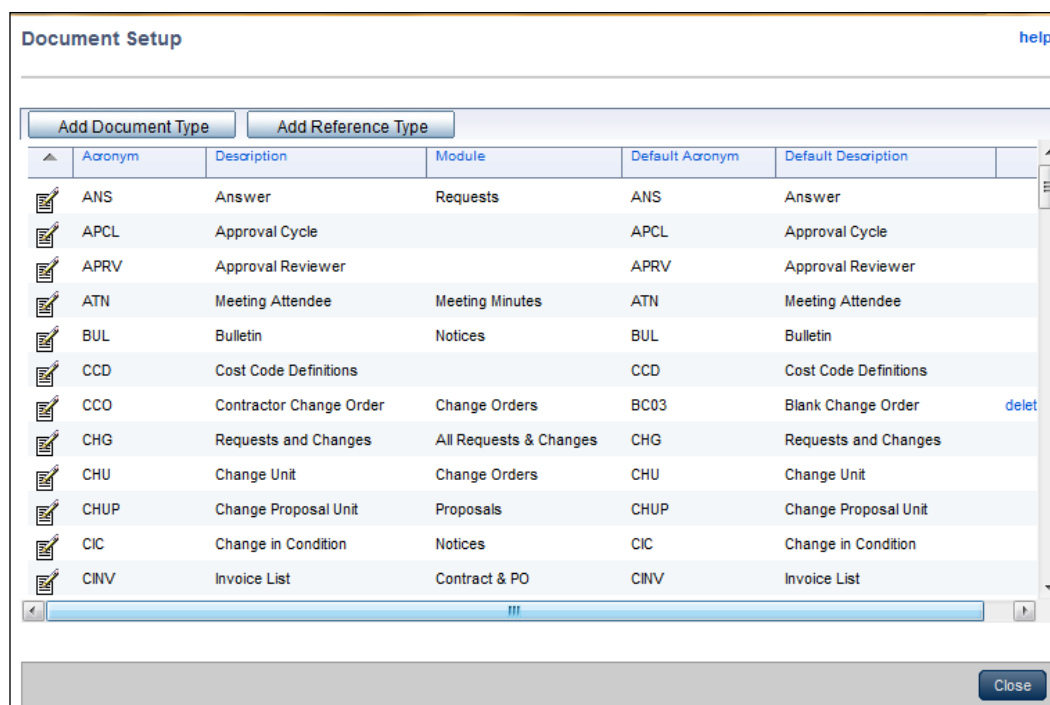 Document Setup help
Add Document Type Add Reference Type
Acronym Description Module Default Acronym Default Description
ANS Answer Requests ANS Answer
APCL Approval Cycle APCL Approval Cycle
APRV Approval Reviewer APRV Approval Reviewer
ATN Meeting Attendee Meeting Minutes ATN Meeting Attendee
BUL Bulletin Notices BUL Bulletin
CCD Cost Code Definitions CCD Cost Code Definitions
CCO Contractor Change Order Change Orders BC03 Blank Change Order delet
CHG Requests and Changes All Requests & Changes CHG Requests and Changes
CHU Change Unit Change Orders CHU Change Unit
CHUP Change Proposal Unit Proposals CHUP Change Proposal Unit
CIC Change in Condition Notices CIC Change in Condition
CINV Invoice List Contract & PO CINV Invoice List
Close